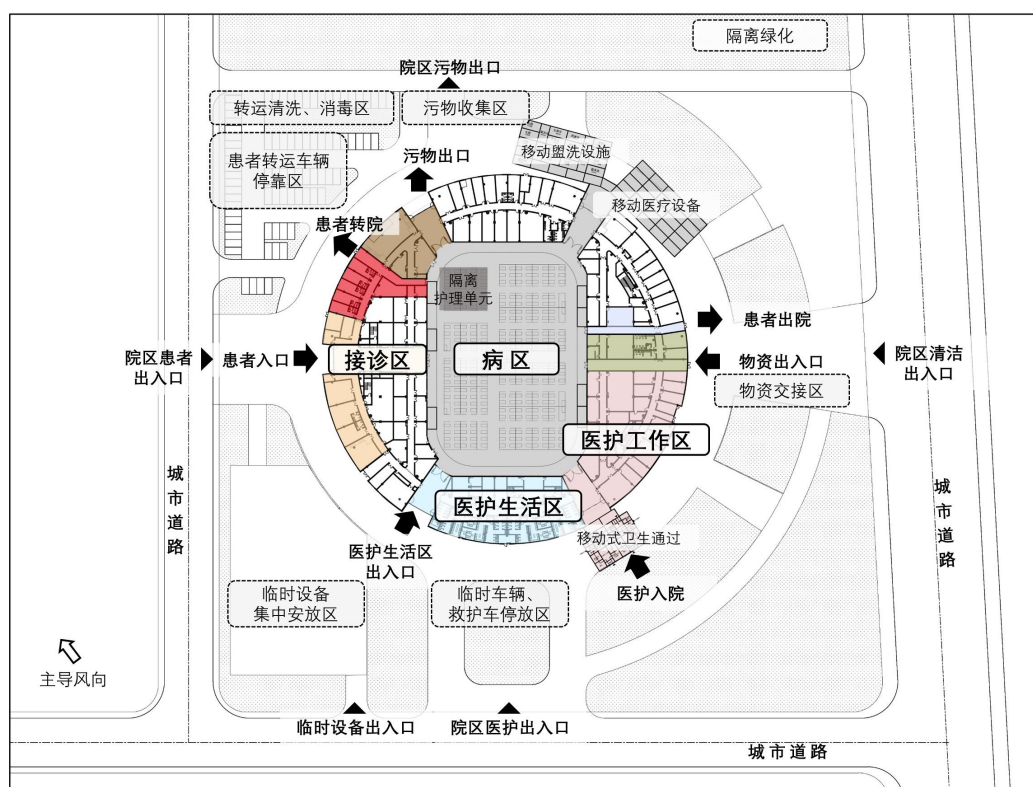 隔离绿化
院区污物出口
转运清洗、消毒区
污物收集区
移动盟洗设施
患者转运车辆
停靠区
污物出口
移动医疗设备
患者转院
隔离
护理单元
患者出院
院区患者
出入口
患者入口
接诊区
病区
物资出入口
院区清洁
出入口
物资交接区
医护工作区
医护生活区
城市道路
城市道路
移动式卫生通过
医护生活区
出入口
医护入院
临时设备
集中安放区
临时车辆、
救护车停放区
主导风向
临时设备出入口
院区医护出入口
城市道路